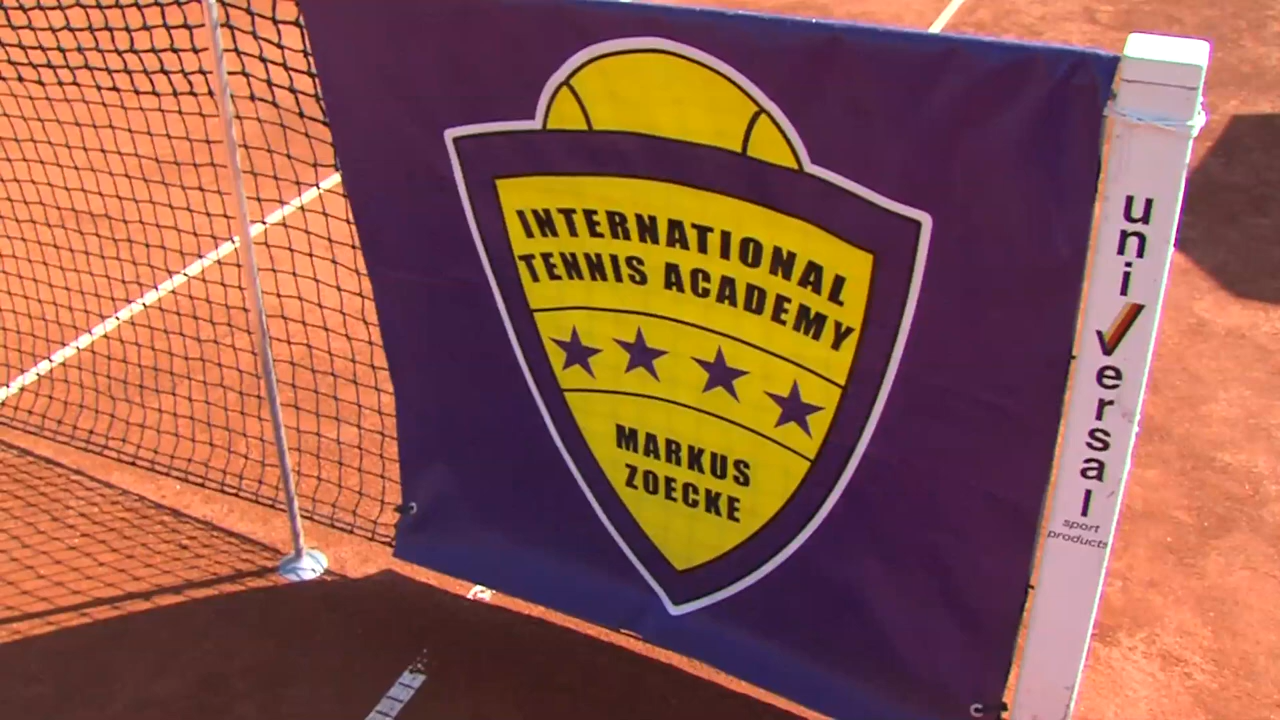 INTERNATIONAL
TENNIS ACADEMY
MARKUS
ZOECKE
universal
sport
products